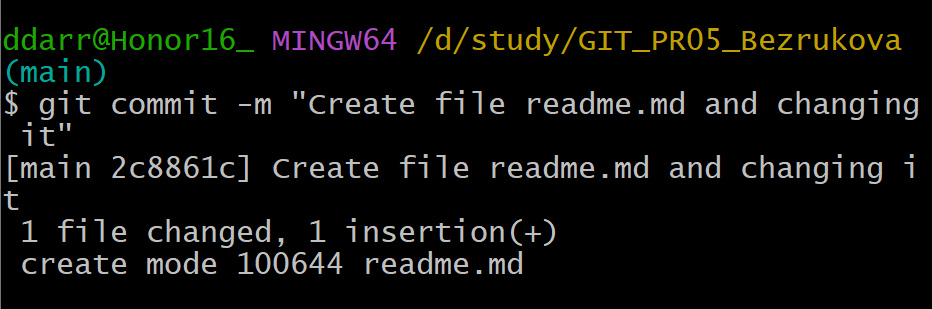 ddarr@Honor16_ MINGW64 /d/study/GIT_PR05_Bezrukova
(main)
$ git commit -m "Create file readme.md and changing
 it"
[main 2c8861c] Create file readme.md and changing i
t
 1 file changed, 1 insertion(+)
 create mode 100644 readme.md